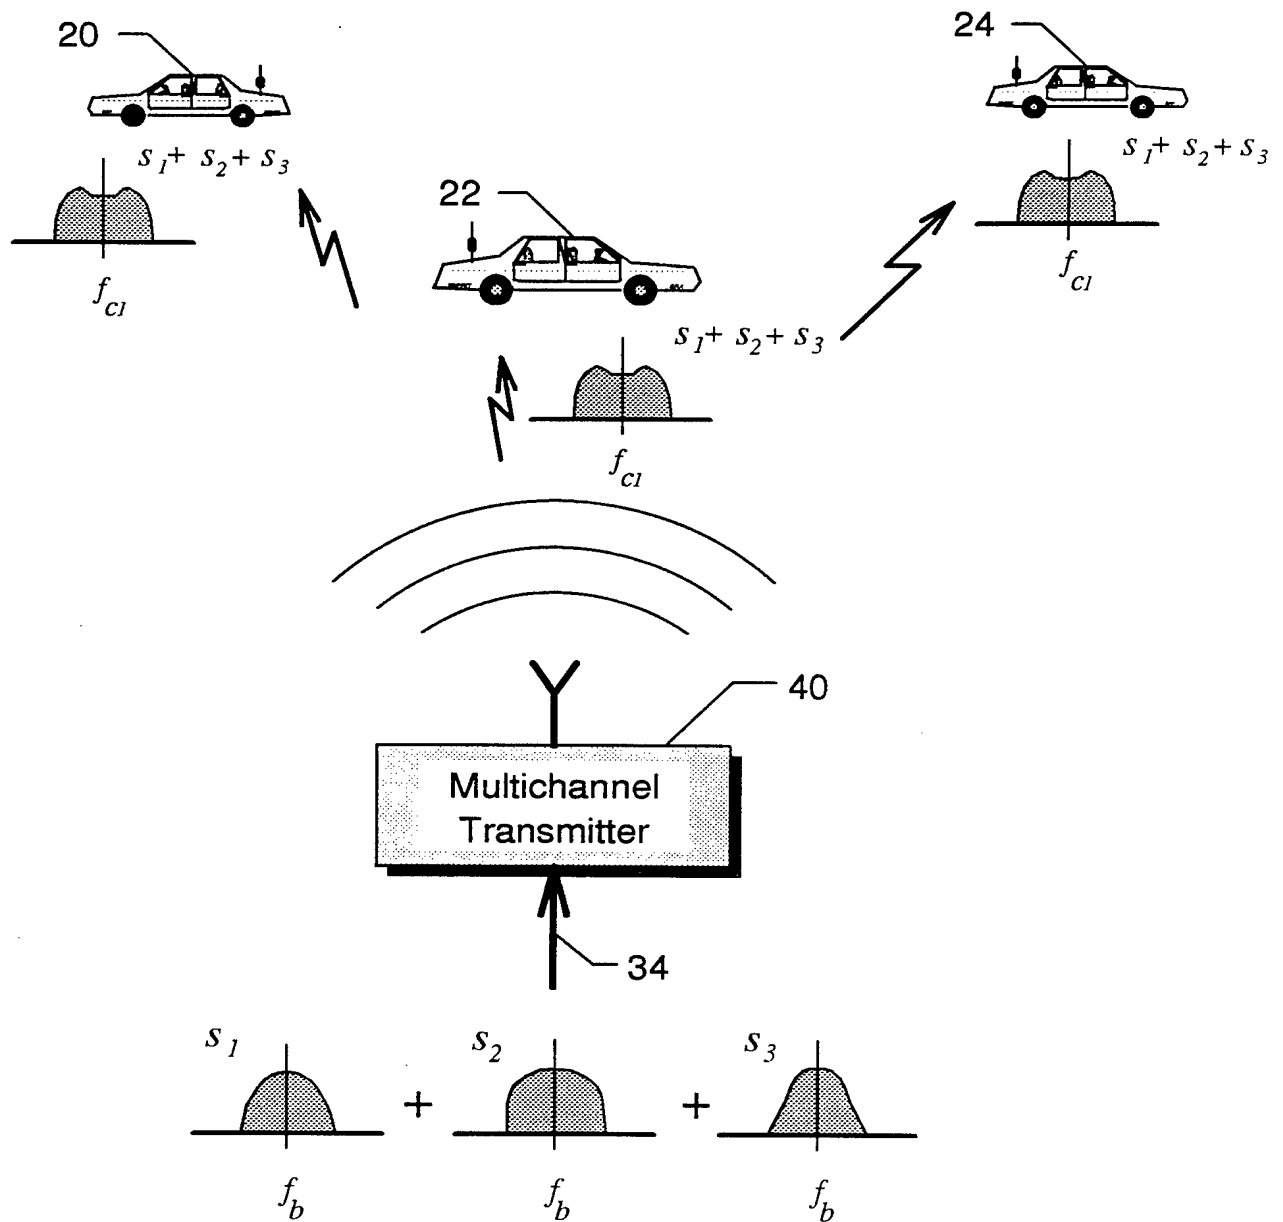 20
24
s1 + s2 + s3
s1 + s2 + s3
22
fc1
fc1
s1 + s2 + s3
fc1
40
Multichannel
Transmitter
34
s1
s2
s3
+
+
fb
fb
fb